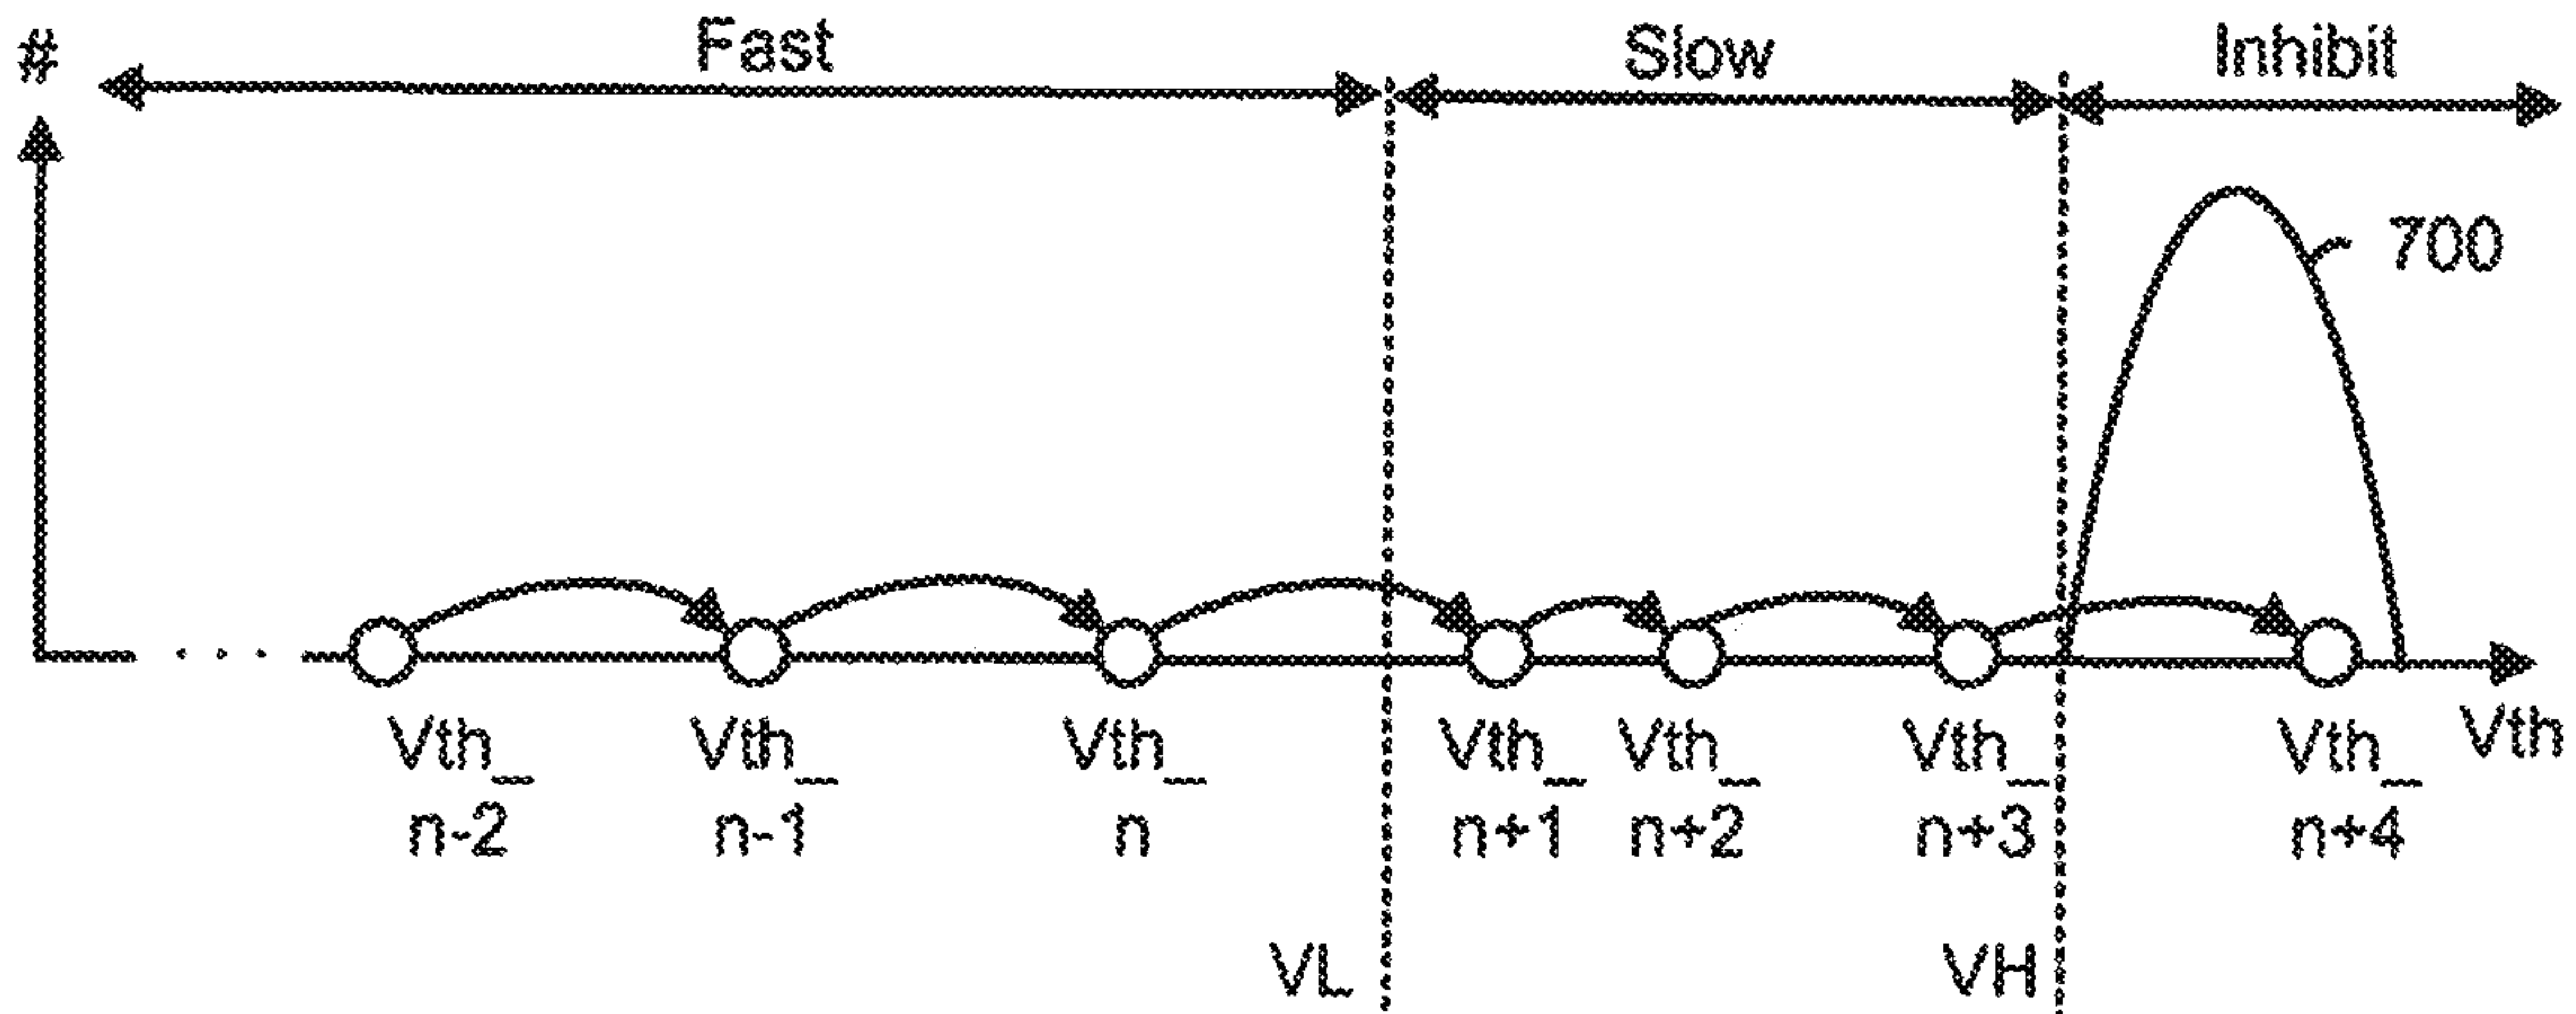 # Fast Slow Inhibit
700
Vth_ Vth_ Vth_ Vth_ Vth_ Vth_ Vth_ Vth
n-2 n-1 n n+1 n+2 n+3 n+4
VL VH